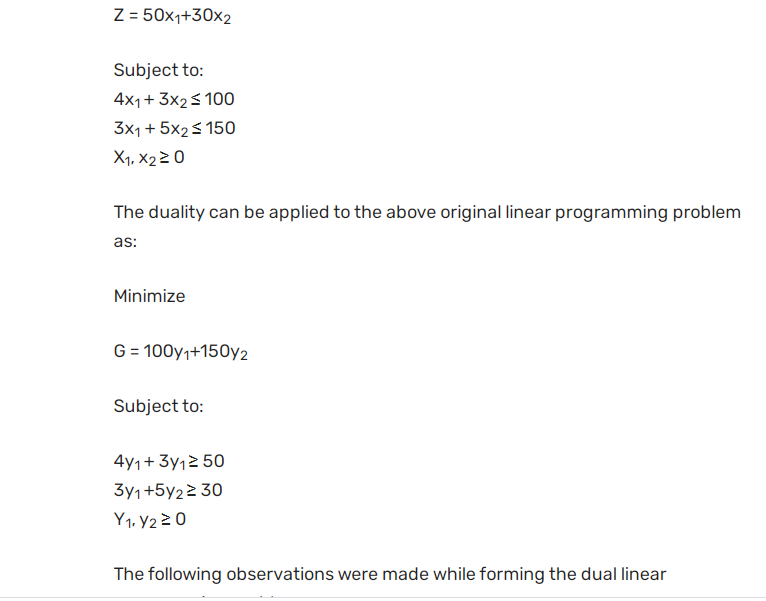 Z = 50x₁+30x₂
Subject to:
4x₁ + 3x₂ ≤ 100
3x₁ + 5x₂ ≤ 150
X₁, x₂ ≥ 0
The duality can be applied to the above original linear programming problem
as:
Minimize
G = 100y₁+150y₂
Subject to:
4y₁ + 3y₁ ≥ 50
3y₁ +5y₂ ≥ 30
Y₁, y₂ ≥ 0
The following observations were made while forming the dual linear